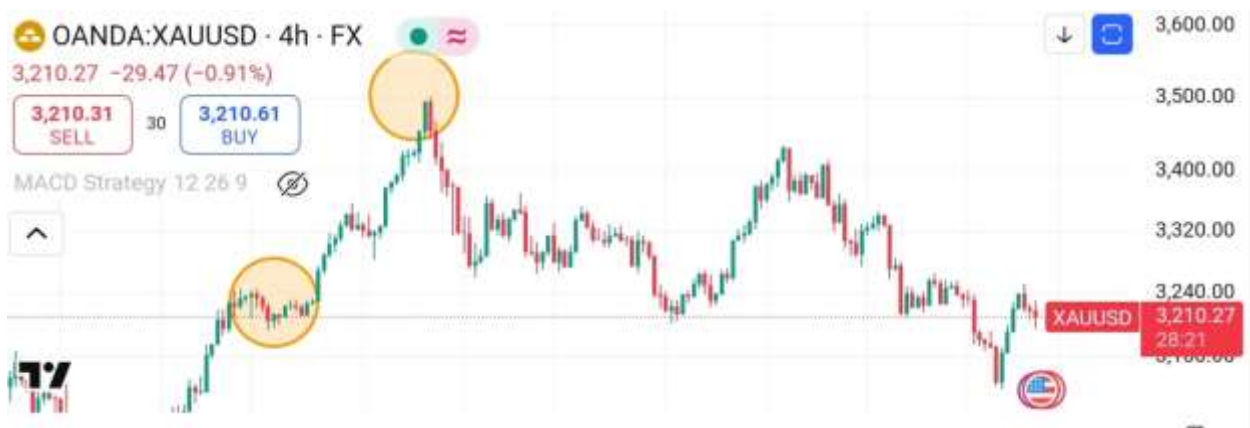 OANDA:XAUUSD · 4h · FX
3,210.27 −29.47 (−0.91%)
3,210.31
SELL
30
3,210.61
BUY
MACD Strategy 12 26 9
3,600.00
3,500.00
3,400.00
3,320.00
3,240.00
XAUUSD
3,210.27
28:21